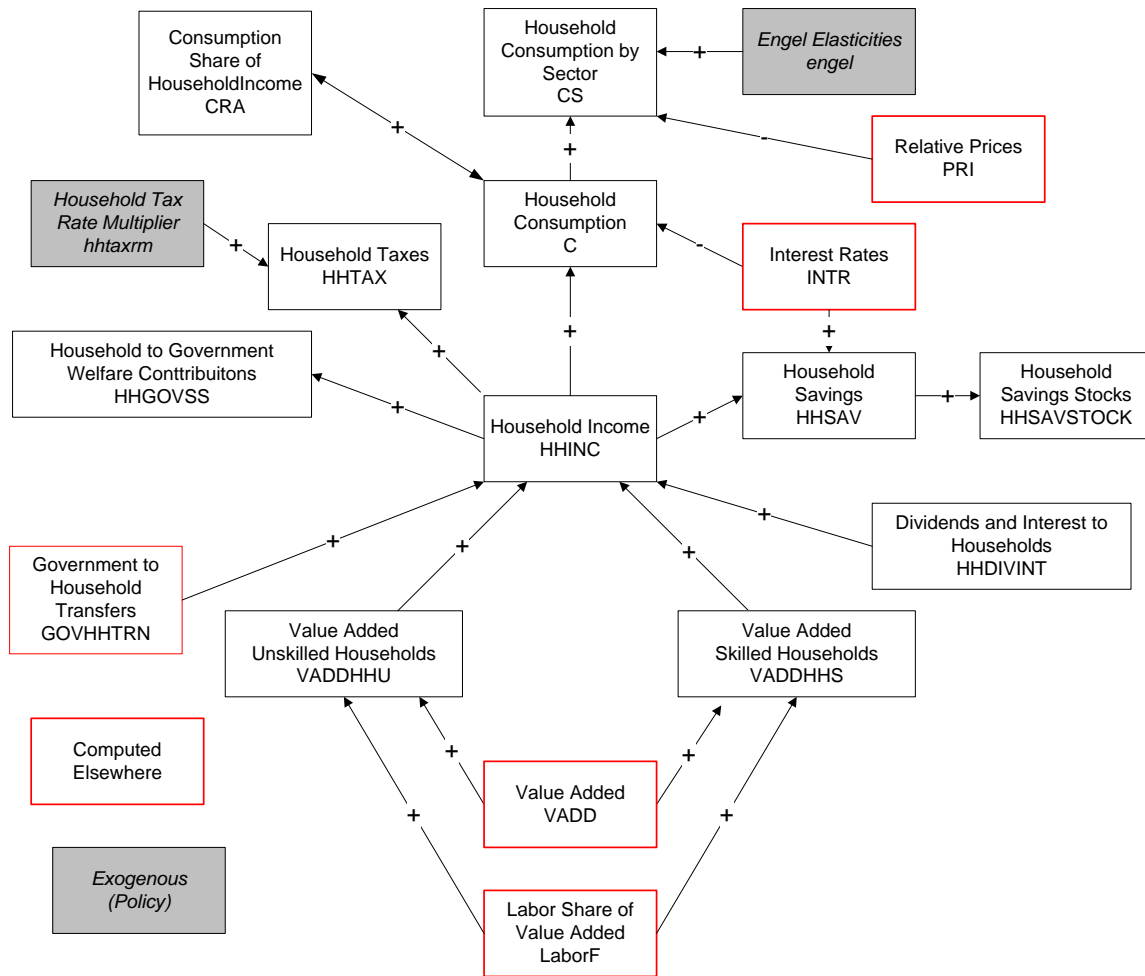 Consumption
Share of
HouseholdIncome
CRA
Household
Consumption by
Sector
CS
Engel Elasticities
engel
+
+
-
+
Relative Prices
PRI
Household Tax
Rate Multiplier
hhtaxrm
Household
Consumption
C
+
-
Household Taxes
HHTAX
Interest Rates
INTR
+
+
+
Household to Government
Welfare Conttribuitons
HHGOVSS
Household
Savings
HHSAV
+
Household
Savings Stocks
HHSAVSTOCK
+
+
Household Income
HHINC
+
+
+
+
Dividends and Interest to
Households
HHDIVINT
Government to
Household
Transfers
GOVHHTRN
Value Added
Unskilled Households
VADDHHU
Value Added
Skilled Households
VADDHHS
Computed
Elsewhere
+
+
Value Added
VADD
+
+
Exogenous
(Policy)
Labor Share of
Value Added
LaborF